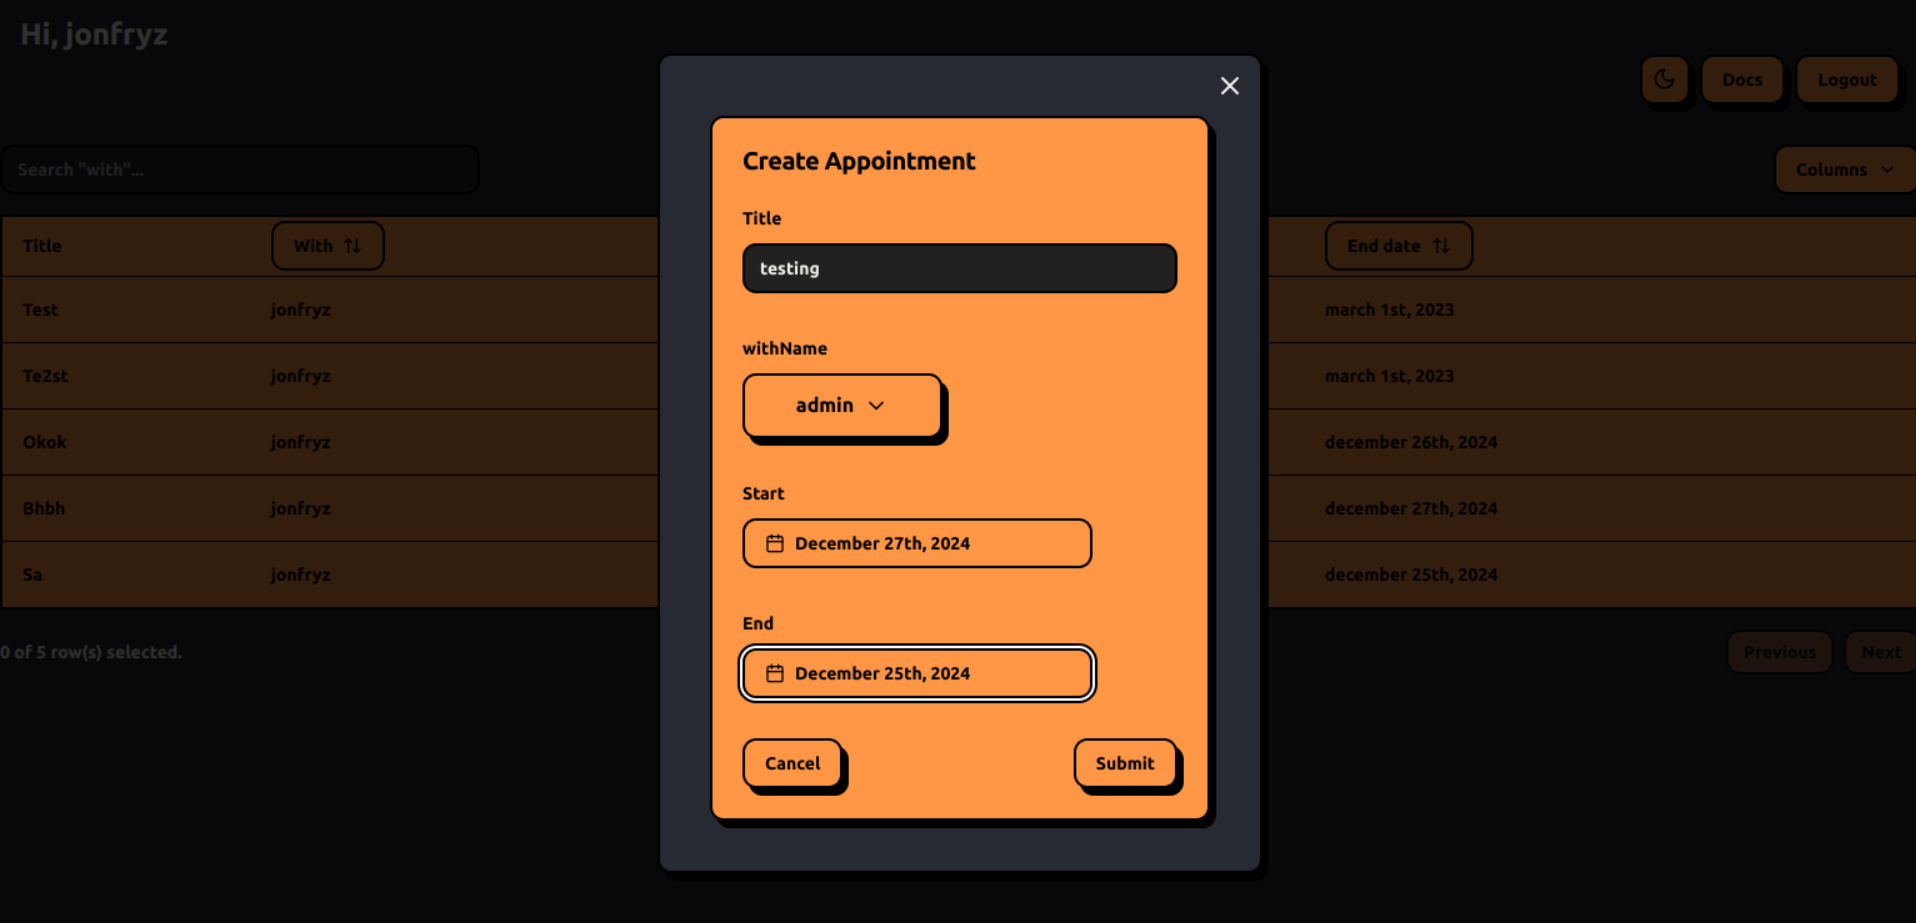 Hi, jonfryz
Docs
Logout
Search "with"...
Columns
Title With End date
Test jonfryz march 1st, 2023
Te2st jonfryz march 1st, 2023
Okok jonfryz december 26th, 2024
Bhbh jonfryz december 27th, 2024
Sa jonfryz december 25th, 2024
0 of 5 row(s) selected.
Previous
Next
Create Appointment
Title
testing
withName
admin
Start
December 27th, 2024
End
December 25th, 2024
Cancel
Submit